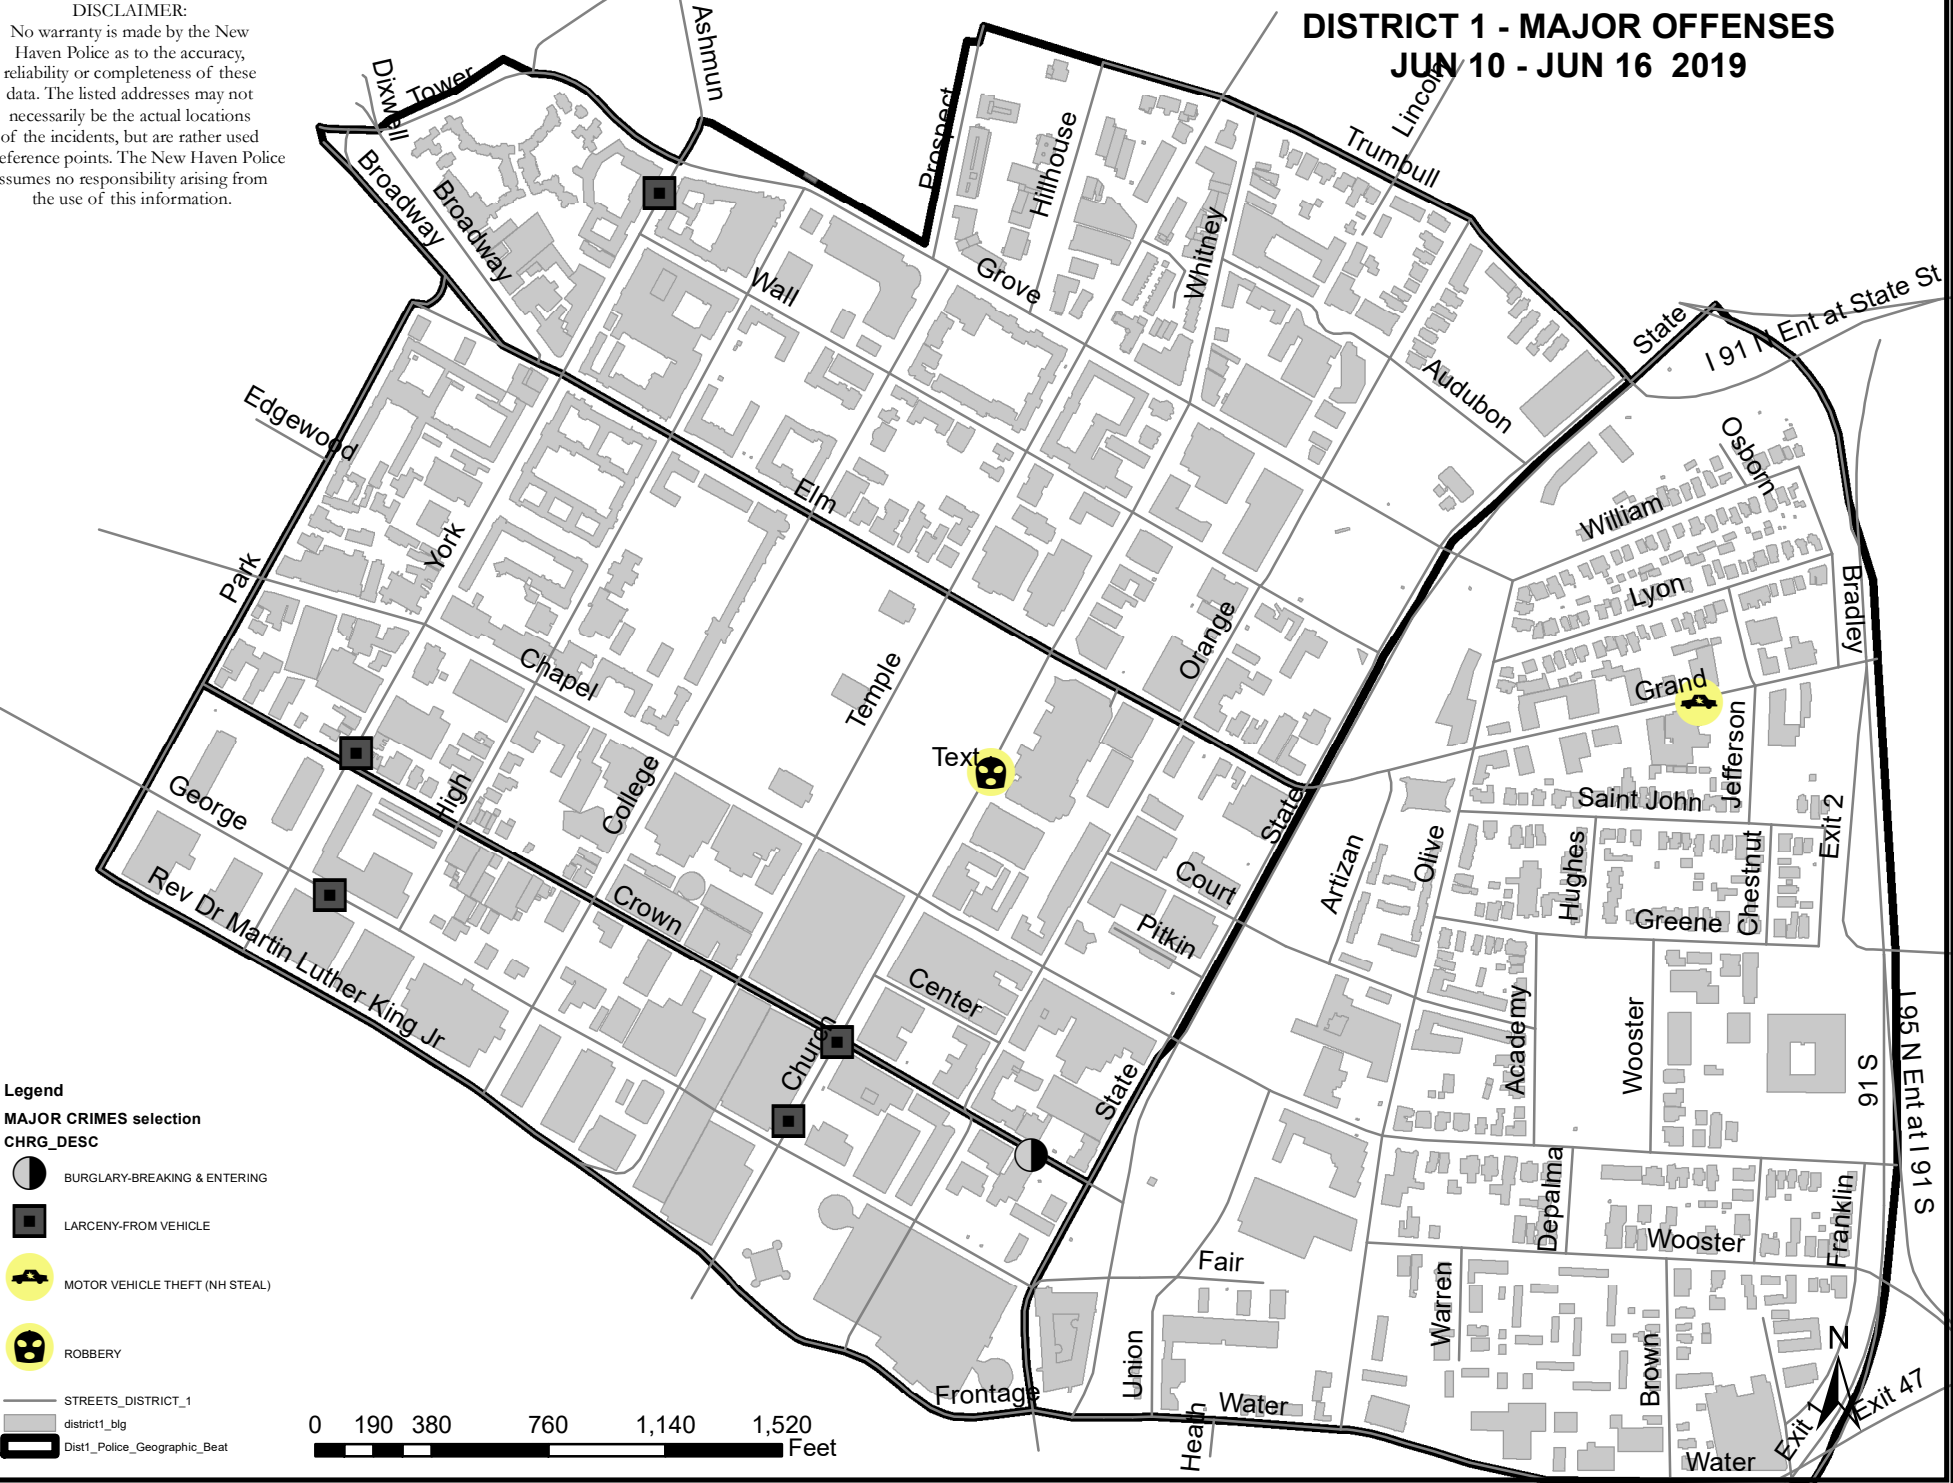 DISCLAIMER:
No warranty is made by the New
Haven Police as to the accuracy,
reliability or completeness of these
data. The listed addresses may not
necessarily be the actual locations
of the incidents, but are rather used
eference points. The New Haven Police
ssumes no responsibility arising from
the use of this information.
DISTRICT 1 - MAJOR OFFENSES
JUN 10 - JUN 16 2019
Dixwell
Tower
Ashmun
Prospect
Hillhouse
Lincoln
Trumbull
Broadway
Broadway
Wall
Grove
Whitney
State
I 91 N Ent at State St
Audubon
Edgewood
Osborn
Elm
William
York
Park
Lyon
Bradley
Orange
Chapel
Temple
Grand
Jefferson
Text
George
High
College
State
Saint John
Exit 2
Artizan
Olive
Hughes
Chestnut
Court
Pitkin
Greene
Crown
Rev Dr Martin Luther King Jr
Center
Church
Academy
Wooster
I 95 N Ent at I 91 S
91 S
State
Depalma
Franklin
Wooster
Fair
Warren
Union
Brown
Frontage
Heath
Water
Water
Exit 1
Exit 47
N
Legend
MAJOR CRIMES selection
CHRG_DESC
BURGLARY-BREAKING & ENTERING
LARCENY-FROM VEHICLE
MOTOR VEHICLE THEFT (NH STEAL)
ROBBERY
STREETS_DISTRICT_1
district1_blg
Dist1_Police_Geographic_Beat
0 190 380 760 1,140 1,520
Feet